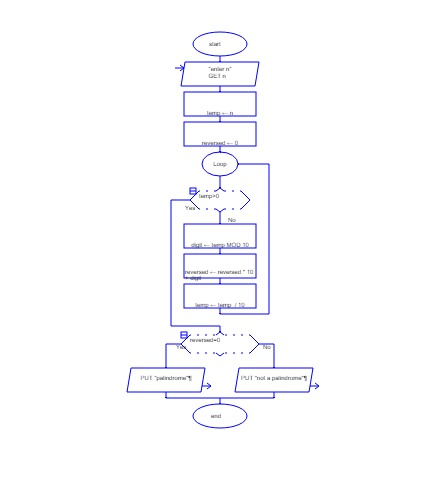 start
"enter n"
GET n
temp ← n
reversed ← 0
Loop
temp>0
Yes
No
digit ← temp MOD 10
reversed ← reversed * 10
+ digit
temp ← temp / 10
reversed=0
Yes
No
PUT "palindrome"¶
PUT "not a palindrome"¶
end